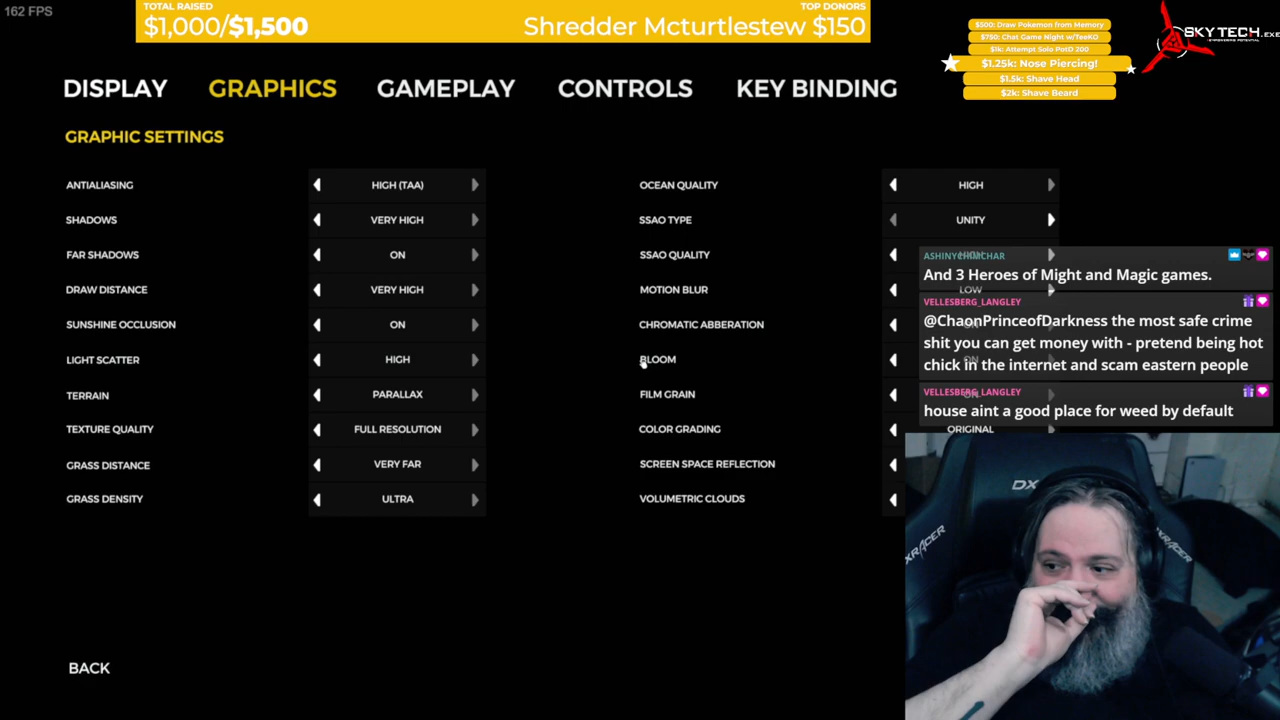 162 FPS
TOTAL RAISED
$1,000/$1,500
TOP DONORS
Shredder Mcturtlestew $150
$500: Draw Pokemon from Memory
$750: Chat Game Night w/TeeKO
$1k: Attempt Solo PotD 200
$1.25k: Nose Piercing!
$1.5k: Shave Head
$2k: Shave Beard
SKYTECH.EXE
DISPLAY GRAPHICS GAMEPLAY CONTROLS KEY BINDING
GRAPHIC SETTINGS
ANTIALIASING HIGH (TAA)
SHADOWS VERY HIGH
FAR SHADOWS ON
DRAW DISTANCE VERY HIGH
SUNSHINE OCCLUSION ON
LIGHT SCATTER HIGH
TERRAIN PARALLAX
TEXTURE QUALITY FULL RESOLUTION
GRASS DISTANCE VERY FAR
GRASS DENSITY ULTRA
OCEAN QUALITY HIGH
SSAO TYPE UNITY
SSAO QUALITY
MOTION BLUR LOW
CHROMATIC ABBERATION
BLOOM ON
FILM GRAIN
COLOR GRADING ORIGINAL
SCREEN SPACE REFLECTION
VOLUMETRIC CLOUDS
And 3 Heroes of Might and Magic games.
VELLESBERG_LANGLEY
@ChaonPrinceofDarkness the most safe crime
shit you can get money with - pretend being hot
chick in the internet and scam eastern people
VELLESBERG_LANGLEY
house aint a good place for weed by default
DX
DXRACER
BACK